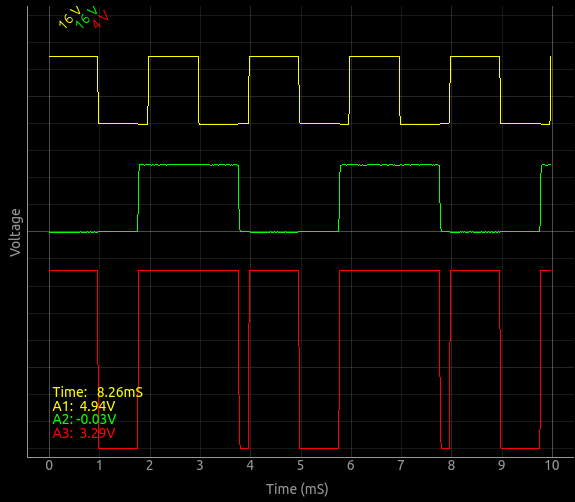 16 V
16 V
4 V
Voltage
Time: 8.26mS
A1: 4.94V
A2: -0.03V
A3: 3.29V
0 1 2 3 4 5 6 7 8 9 10
Time (mS)